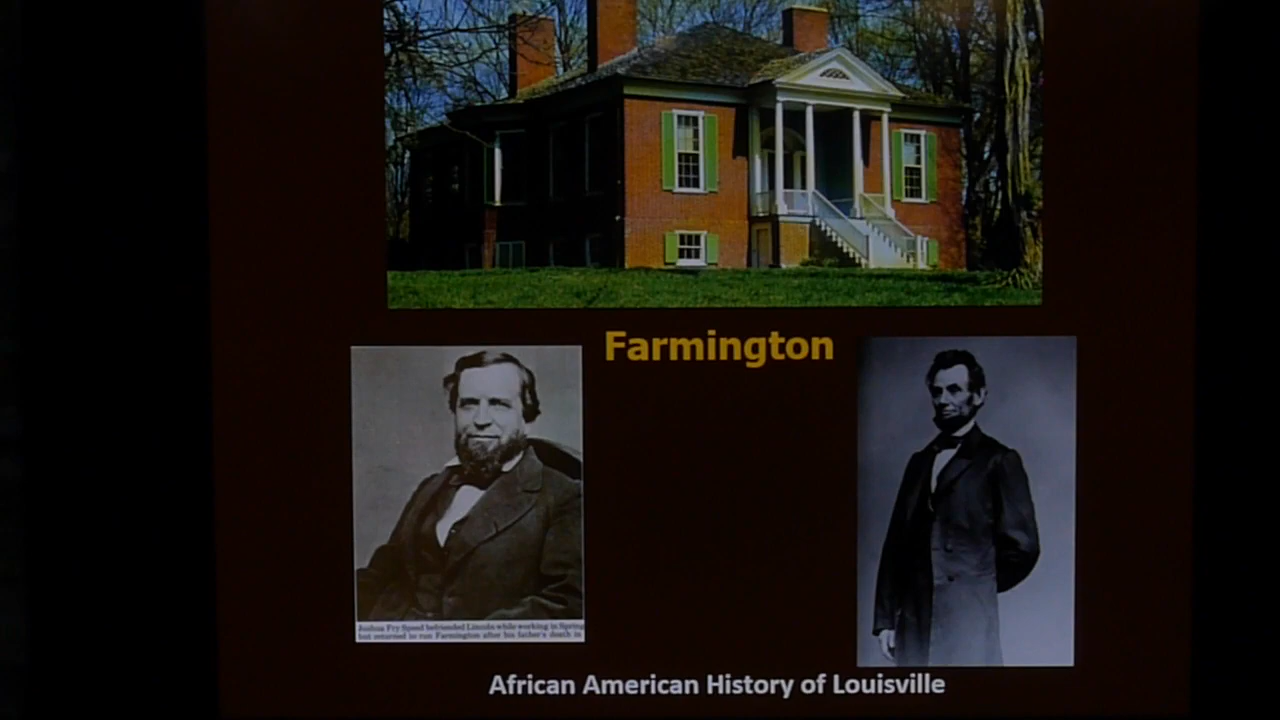 Farmington
Joshua Fry Speed befriended Lincoln while working in Spring
but returned to run Farmington after his father's death in
African American History of Louisville